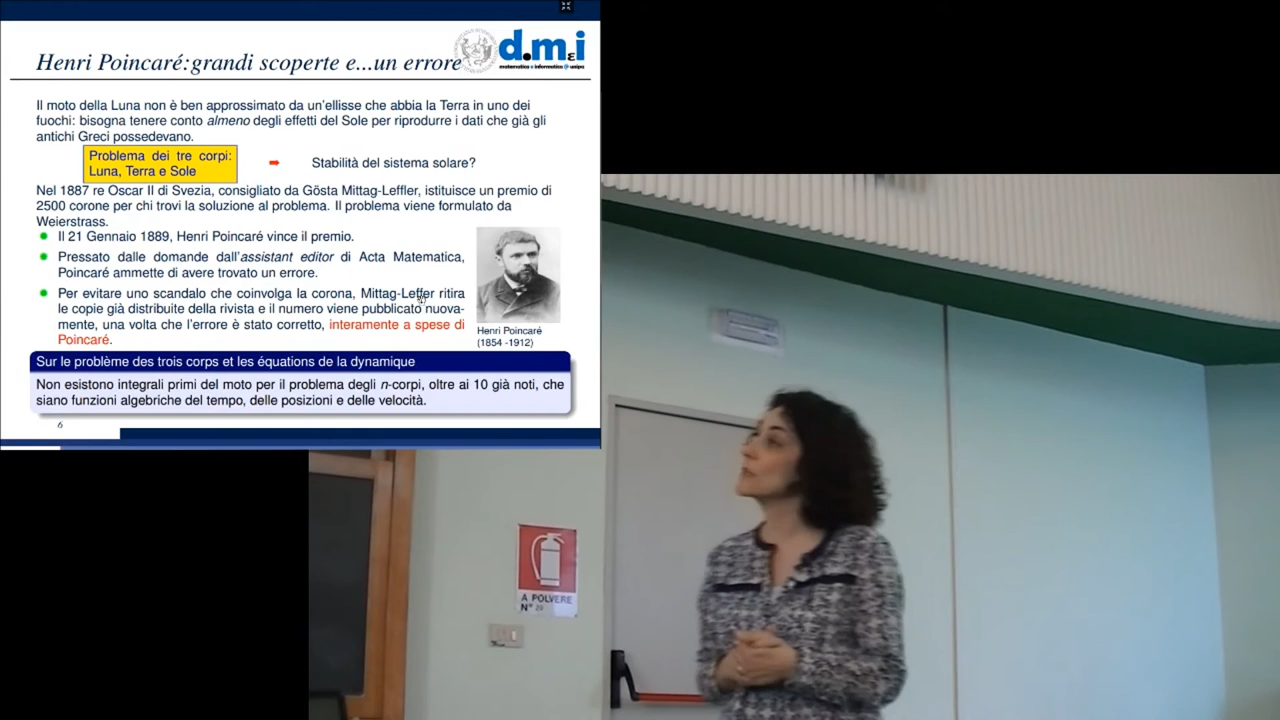 Henri Poincaré:grandi scoperte e...un errore
d.mεi
matematica e informatica @ unipa
Il moto della Luna non è ben approssimato da un'ellisse che abbia la Terra in uno dei
fuochi: bisogna tenere conto almeno degli effetti del Sole per riprodurre i dati che già gli
antichi Greci possedevano.
Problema dei tre corpi:
Luna, Terra e Sole
Stabilità del sistema solare?
Nel 1887 re Oscar II di Svezia, consigliato da Gösta Mittag-Leffler, istituisce un premio di
2500 corone per chi trovi la soluzione al problema. Il problema viene formulato da
Weierstrass.
Il 21 Gennaio 1889, Henri Poincaré vince il premio.
Pressato dalle domande dall'assistant editor di Acta Matematica,
Poincaré ammette di avere trovato un errore.
Per evitare uno scandalo che coinvolga la corona, Mittag-Leffer ritira
le copie già distribuite della rivista e il numero viene pubblicato nuova-
mente, una volta che l'errore è stato corretto, interamente a spese di
Poincaré.
Henri Poincaré
(1854 -1912)
Sur le problème des trois corps et les équations de la dynamique
Non esistono integrali primi del moto per il problema degli n-corpi, oltre ai 10 già noti, che
siano funzioni algebriche del tempo, delle posizioni e delle velocità.
6
A POLVERE
N°